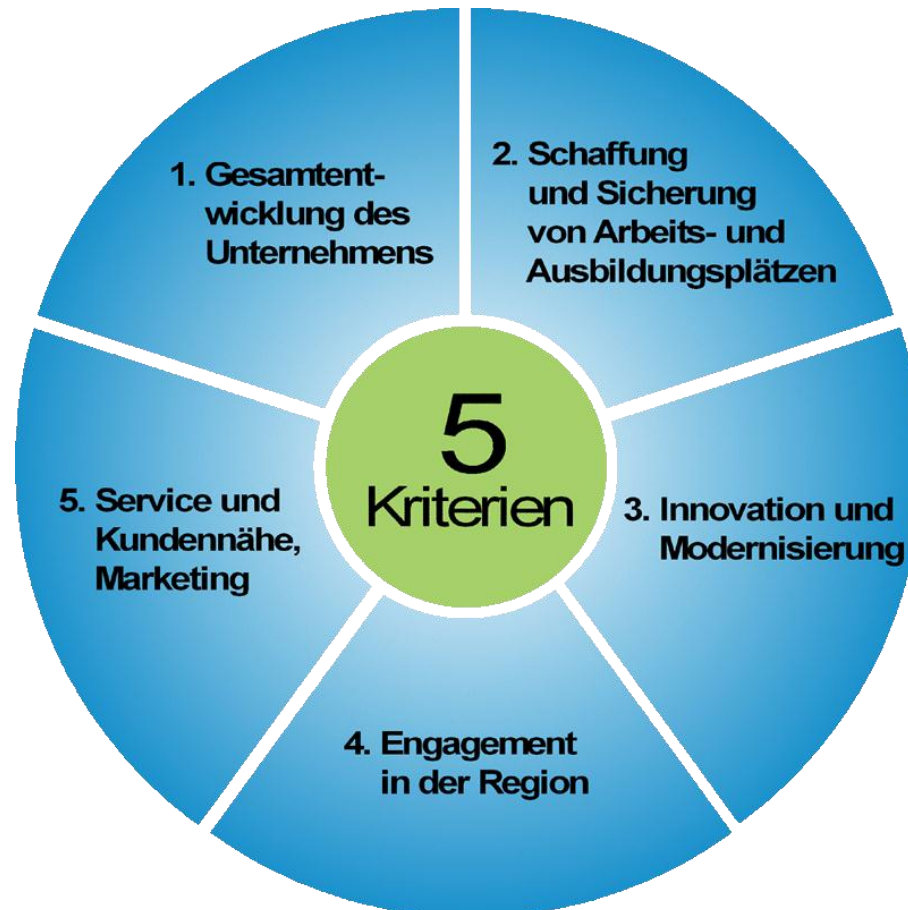 1. Gesamtent-
wicklung des
Unternehmens
2. Schaffung
und Sicherung
von Arbeits- und
Ausbildungsplätzen
3. Innovation und
Modernisierung
4. Engagement
in der Region
5. Service und
Kundennähe,
Marketing
5
Kriterien